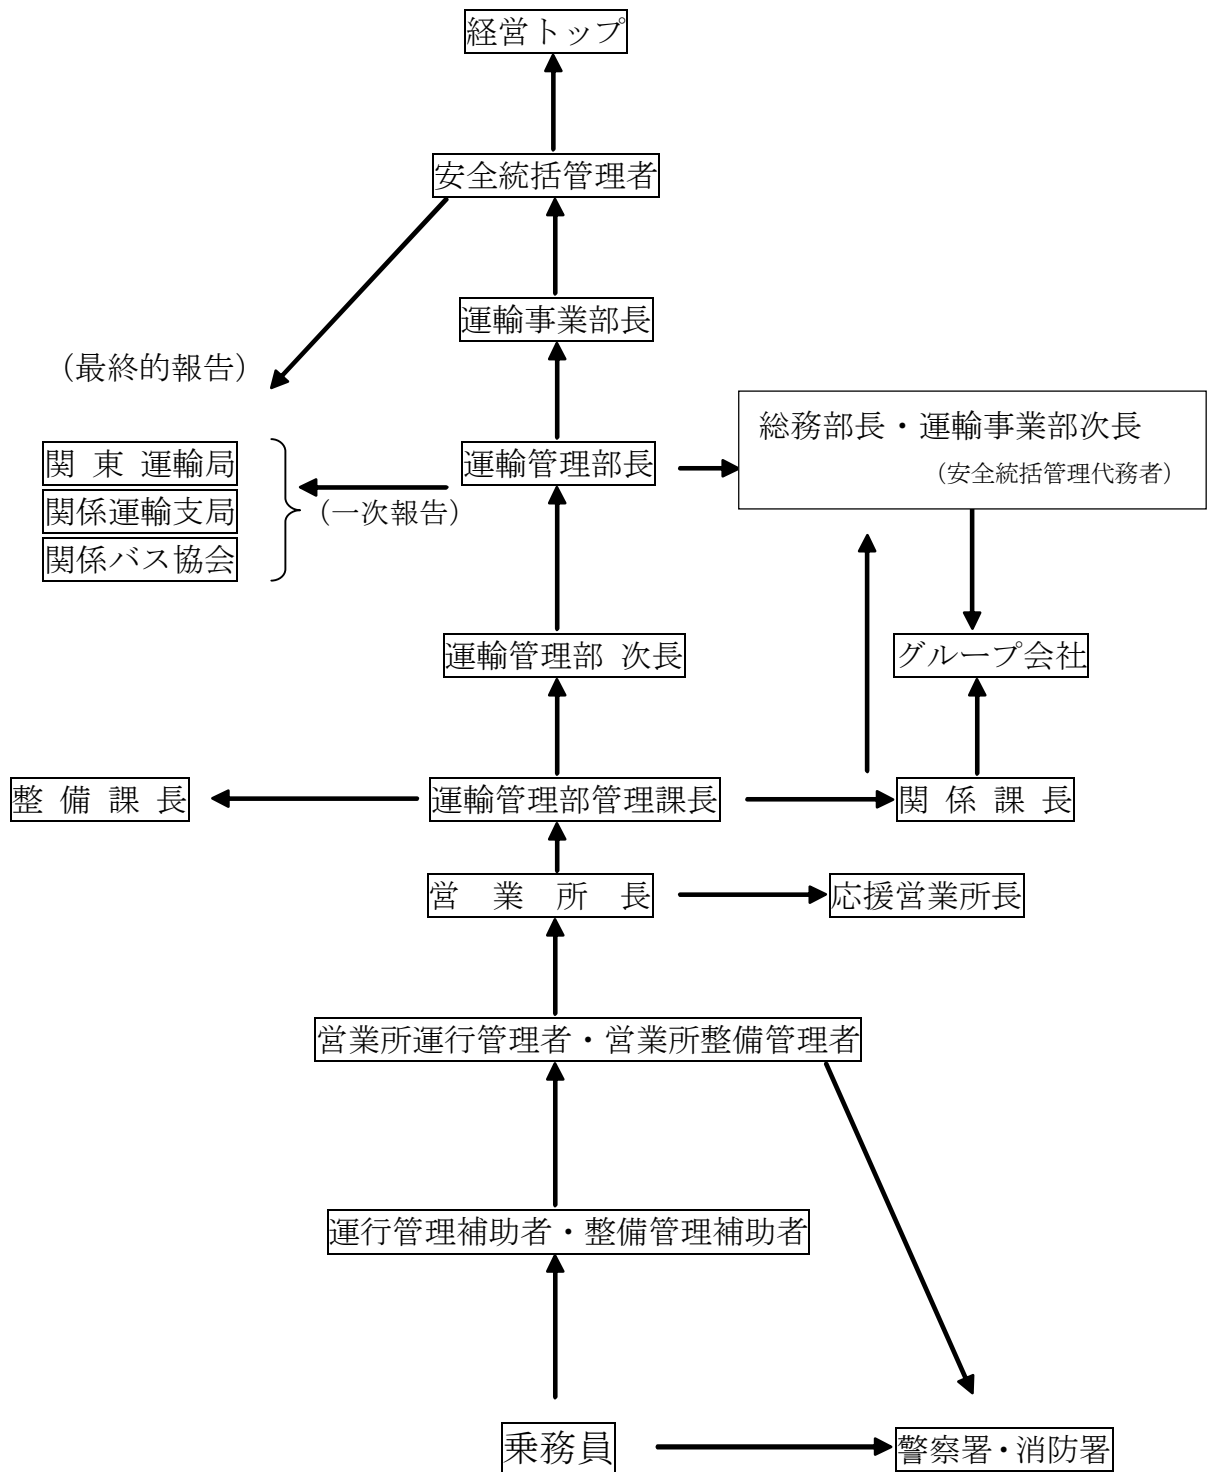 経営トップ
安全統括管理者
運輸事業部長
（最終的報告）
総務部長・運輸事業部次長
（安全統括管理代務者）
関 東 運輸局
運輸管理部長
関係運輸支局
（一次報告）
関係バス協会
運輸管理部 次長
グループ会社
整 備 課 長
運輸管理部管理課長
関 係 課 長
営 業 所 長
応援営業所長
営業所運行管理者・営業所整備管理者
運行管理補助者・整備管理補助者
乗務員
警察署・消防署